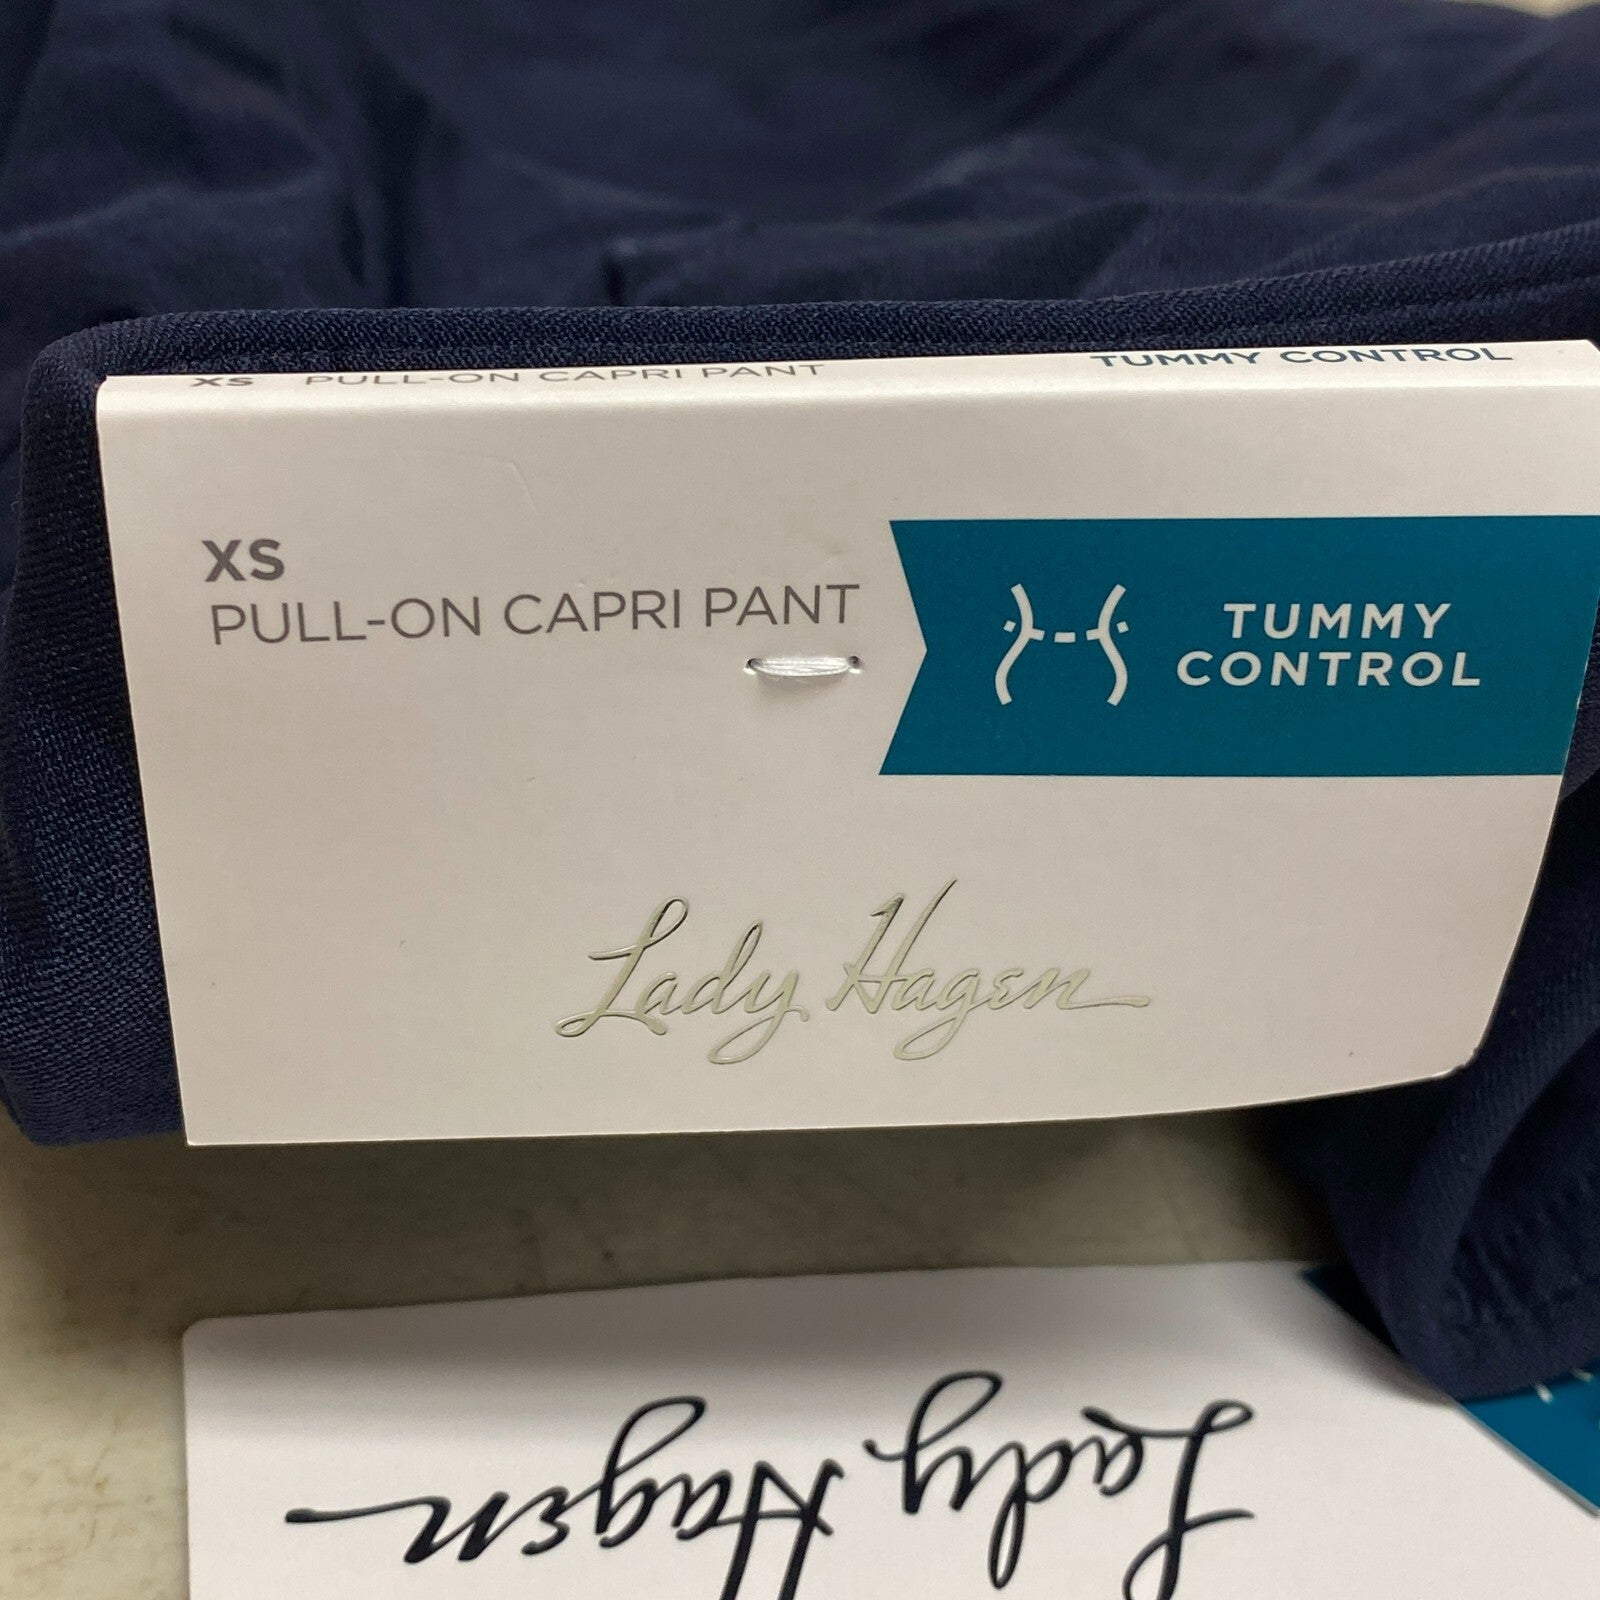 XS PULL-ON CAPRI PANT TUMMY CONTROL
XS
PULL-ON CAPRI PANT
TUMMY
CONTROL
Lady Hagen
Lady Hagen